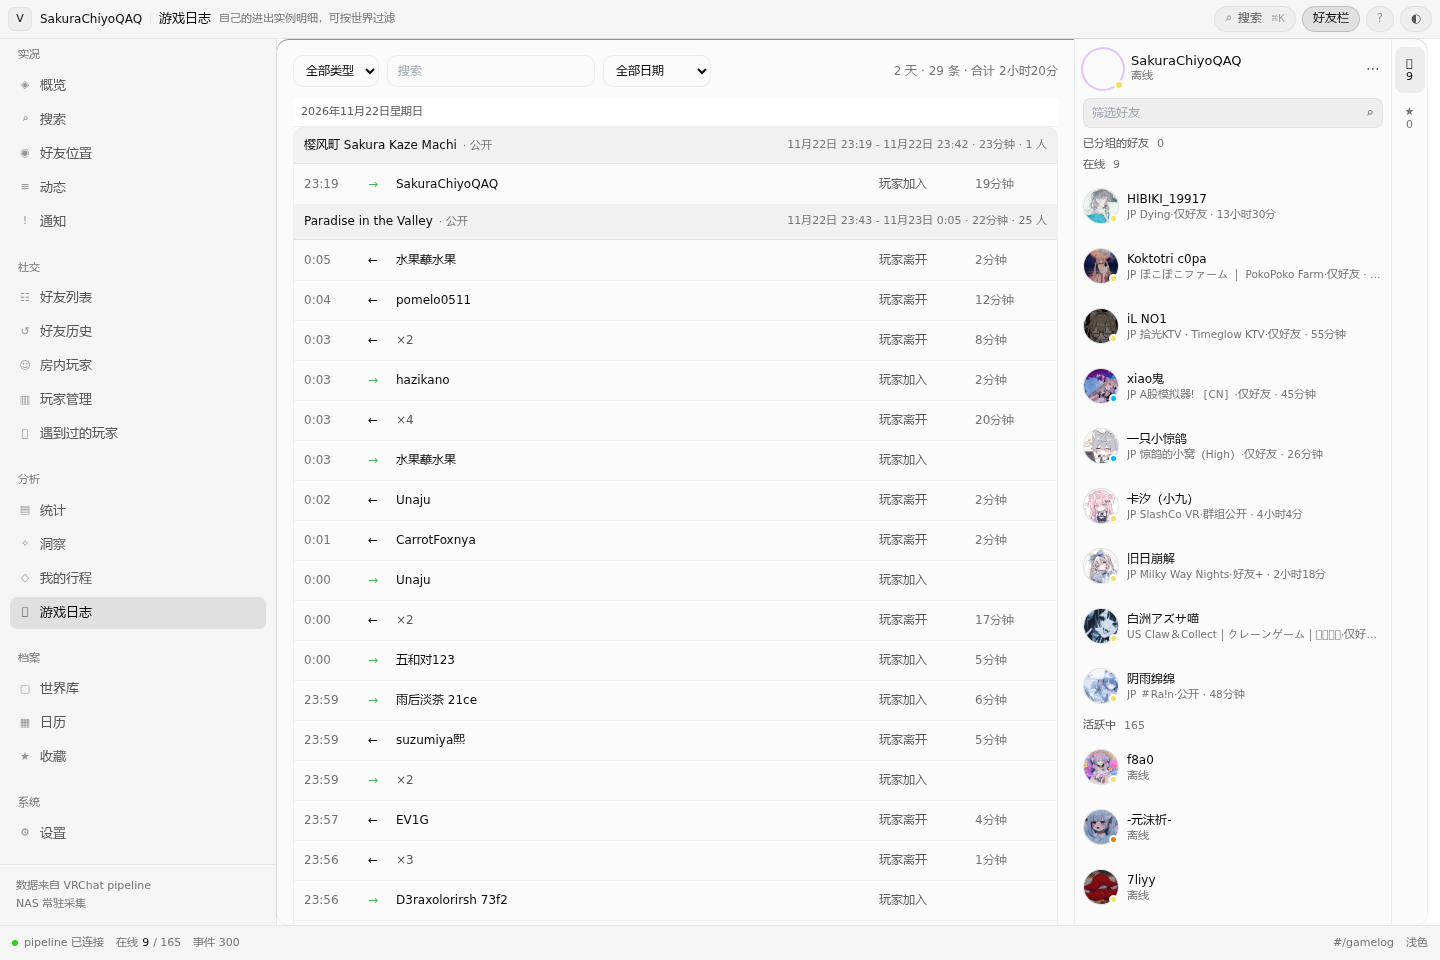 V SakuraChiyoQAQ 游戏日志 自己的进出实例明细，可按世界过滤
搜索 ⌘K 好友栏 ?
实况
概览
搜索
好友位置
动态
通知
社交
好友列表
好友历史
房内玩家
玩家管理
遇到过的玩家
分析
统计
洞察
我的行程
游戏日志
档案
世界库
日历
收藏
系统
设置
数据来自 VRChat pipeline
NAS 常驻采集
全部类型 搜索 全部日期 2 天 · 29 条 · 合计 2小时20分
2026年11月22日星期日
樱风町 Sakura Kaze Machi · 公开 11月22日 23:19 - 11月22日 23:42 · 23分钟 · 1 人
23:19 → SakuraChiyoQAQ 玩家加入 19分钟
Paradise in the Valley · 公开 11月22日 23:43 - 11月23日 0:05 · 22分钟 · 25 人
0:05 ← 水果蘸水果 玩家离开 2分钟
0:04 ← pomelo0511 玩家离开 12分钟
0:03 ← ×2 玩家离开 8分钟
0:03 → hazikano 玩家加入 2分钟
0:03 ← ×4 玩家离开 20分钟
0:03 → 水果蘸水果 玩家加入
0:02 ← Unaju 玩家离开 2分钟
0:01 ← CarrotFoxnya 玩家离开 2分钟
0:00 → Unaju 玩家加入
0:00 ← ×2 玩家离开 17分钟
0:00 → 五和对123 玩家加入 5分钟
23:59 → 雨后淡茶 21ce 玩家加入 6分钟
23:59 ← suzumiya熙 玩家离开 5分钟
23:59 → ×2 玩家加入
23:57 ← EV1G 玩家离开 4分钟
23:56 ← ×3 玩家离开 1分钟
23:56 → D3raxolorirsh 73f2 玩家加入
SakuraChiyoQAQ
离线
...
筛选好友
已分组的好友 0
在线 9
HIBIKI_19917
JP Dying·仅好友 · 13小时30分
Koktotri c0pa
JP ぽこぽこファーム ｜ PokoPoko Farm·仅好友 · …
iL NO1
JP 拾光KTV · Timeglow KTV·仅好友 · 55分钟
xiao鬼
JP A股模拟器! ［CN］·仅好友 · 45分钟
一只小惊鸽
JP 惊鸽的小窝（High）·仅好友 · 26分钟
卡汐（小九）
JP SlashCo VR·群组公开 · 4小时4分
旧日崩解
JP Milky Way Nights·好友+ · 2小时18分
白洲アズサ喵
US Claw＆Collect｜クレーンゲーム｜·仅好…
阴雨绵绵
JP ＃Ra!n·公开 · 48分钟
活跃中 165
f8a0
离线
-元沫祈-
离线
7liyy
离线
9
★
0
pipeline 已连接 在线 9 / 165 事件 300
#/gamelog 浅色